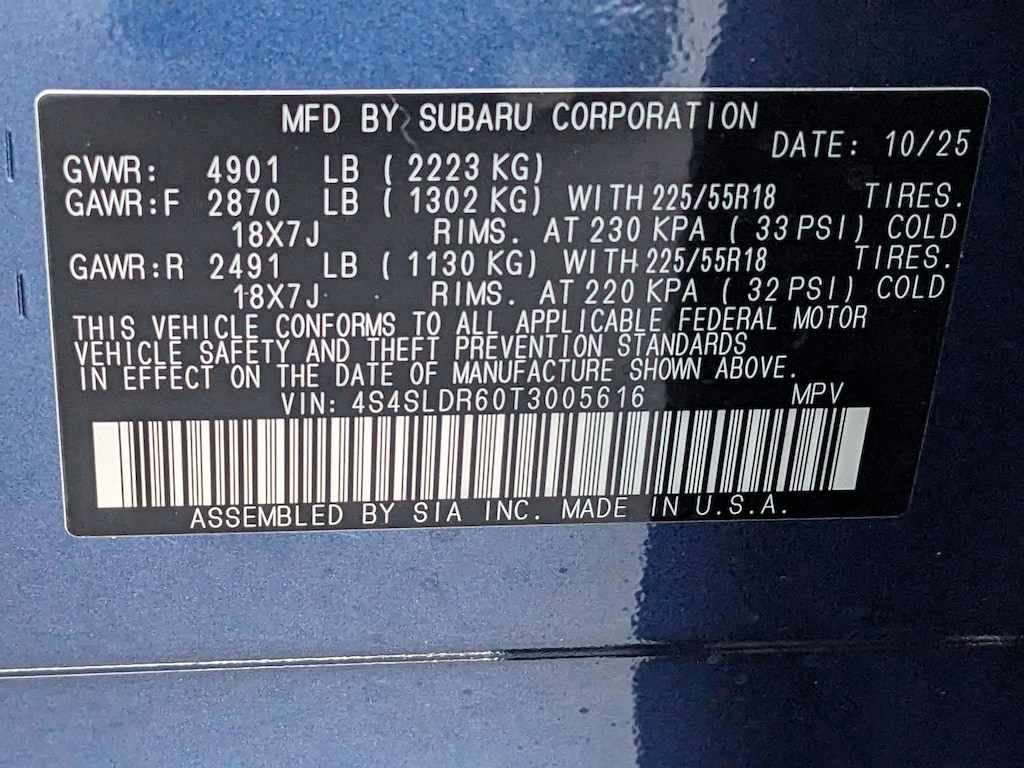 MFD BY SUBARU CORPORATION
DATE: 10/25
GVWR: 4901 LB ( 2223 KG)
GAWR:F 2870 LB ( 1302 KG) WITH 225/55R18 TIRES.
18X7J RIMS. AT 230 KPA ( 33 PSI) COLD
GAWR:R 2491 LB ( 1130 KG) WITH 225/55R18 TIRES.
18X7J RIMS. AT 220 KPA ( 32 PSI) COLD
THIS VEHICLE CONFORMS TO ALL APPLICABLE FEDERAL MOTOR
VEHICLE SAFETY AND THEFT PREVENTION STANDARDS
IN EFFECT ON THE DATE OF MANUFACTURE SHOWN ABOVE.
VIN: 4S4SLDR60T3005616 MPV
ASSEMBLED BY SIA INC. MADE IN U.S.A.